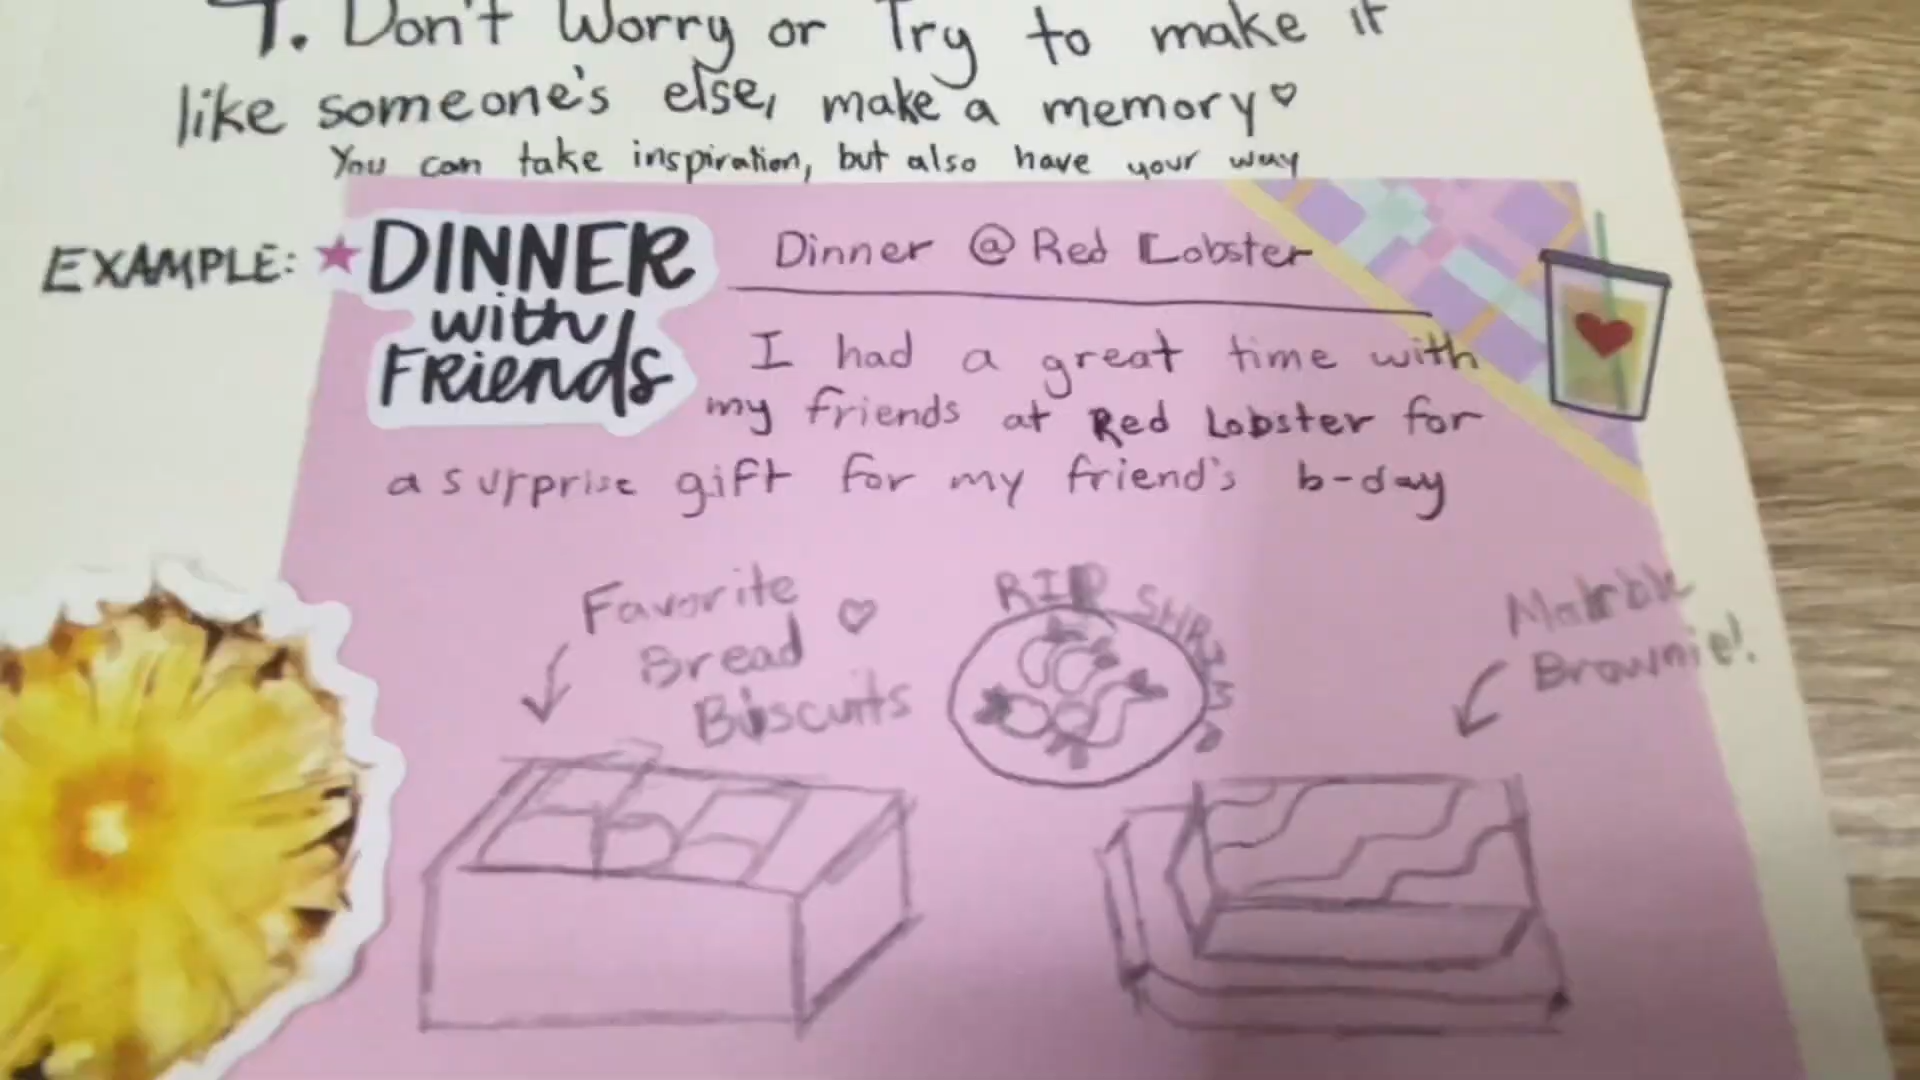 7. Don't Worry or Try to make it
like someone's else, make a memory♡
You can take inspiration, but also have your way
EXAMPLE: ★ DINNER
with
FRiends
Dinner @ Red Lobster
I had a great time with
my friends at Red Lobster for
a surprise gift for my friend's b-day
Favorite ♡
Bread
Biscuits
RIP SHRIMP
Marble
Brownie!